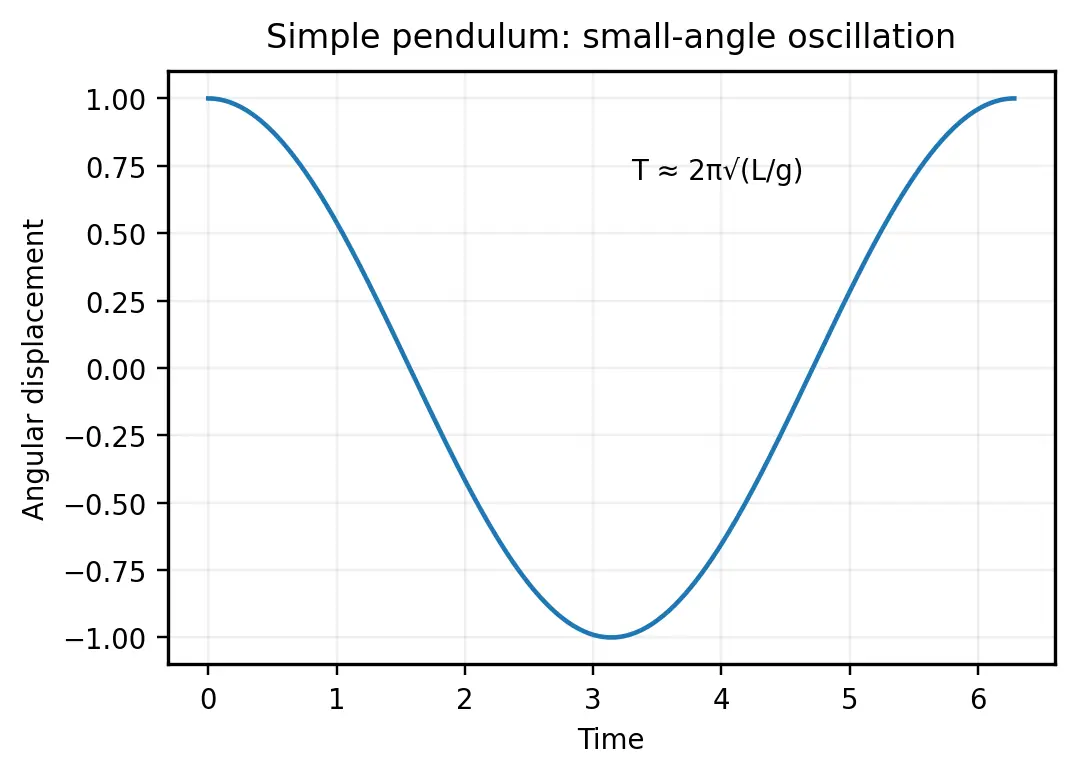 Simple pendulum: small-angle oscillation
T ≈ 2π√(L/g)
Angular displacement
1.00
0.75
0.50
0.25
0.00
−0.25
−0.50
−0.75
−1.00
0 1 2 3 4 5 6
Time